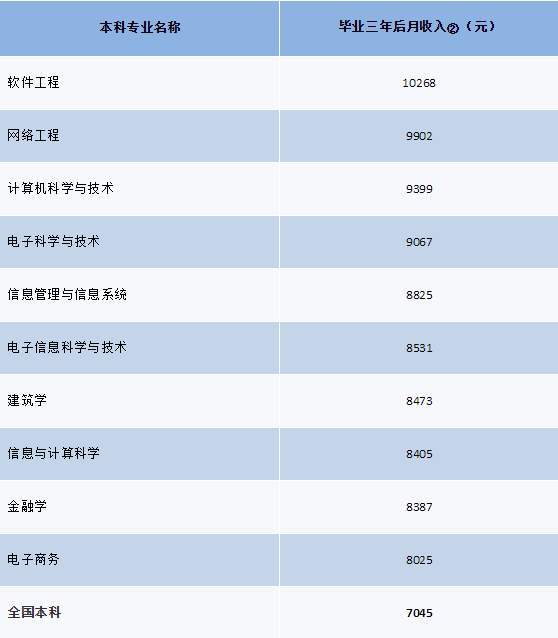 本科专业名称 毕业三年后月收入②（元）
软件工程 10268
网络工程 9902
计算机科学与技术 9399
电子科学与技术 9067
信息管理与信息系统 8825
电子信息科学与技术 8531
建筑学 8473
信息与计算科学 8405
金融学 8387
电子商务 8025
全国本科 7045